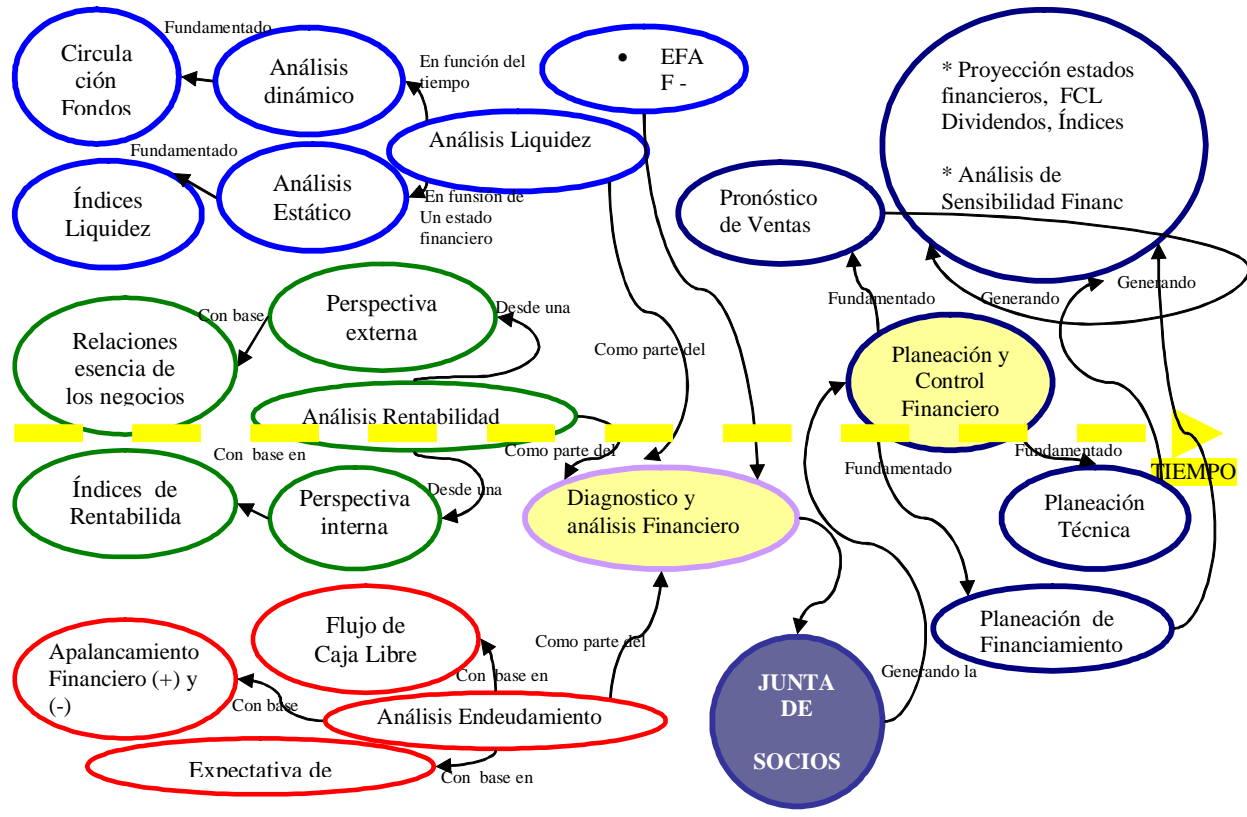 Fundamentado
Circula
ción
Fondos
Análisis
dinámico
En función del
tiempo
• EFA
F -
* Proyección estados
financieros, FCL
Dividendos, Índices
* Análisis de
Sensibilidad Financ
Análisis Liquidez
Fundamentado
Análisis
Estático
Índices
Liquidez
En funsión de
Un estado
financiero
Pronóstico
de Ventas
Perspectiva
externa
Desde una
Con base
Relaciones
esencia de
los negocios
Fundamentado
Generando
Generando
Como parte del
Planeación y
Control
Financiero
Análisis Rentabilidad
Con base en
Como parte del
Fundamentado
Fundamentado
TIEMPO
Índices de
Rentabilida
Perspectiva
interna
Desde una
Diagnostico y
análisis Financiero
Planeación
Técnica
Planeación de
Financiamiento
Flujo de
Caja Libre
Como parte del
Apalancamiento
Financiero (+) y
(-)
Con base
Con base en
Generando la
JUNTA
DE
SOCIOS
Análisis Endeudamiento
Expectativa de
Con base en